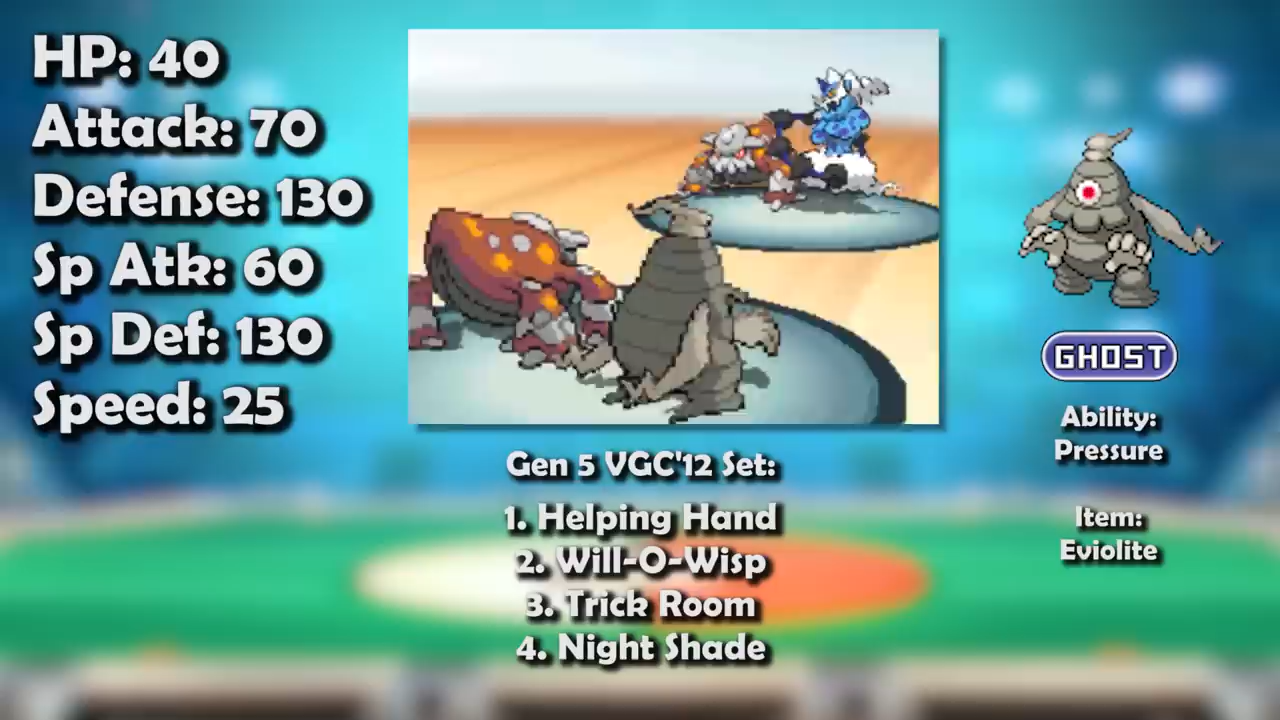 HP: 40
Attack: 70
Defense: 130
Sp Atk: 60
Sp Def: 130
Speed: 25
GHOST
Ability:
Pressure
Item:
Eviolite
Gen 5 VGC'12 Set:
1. Helping Hand
2. Will-O-Wisp
3. Trick Room
4. Night Shade